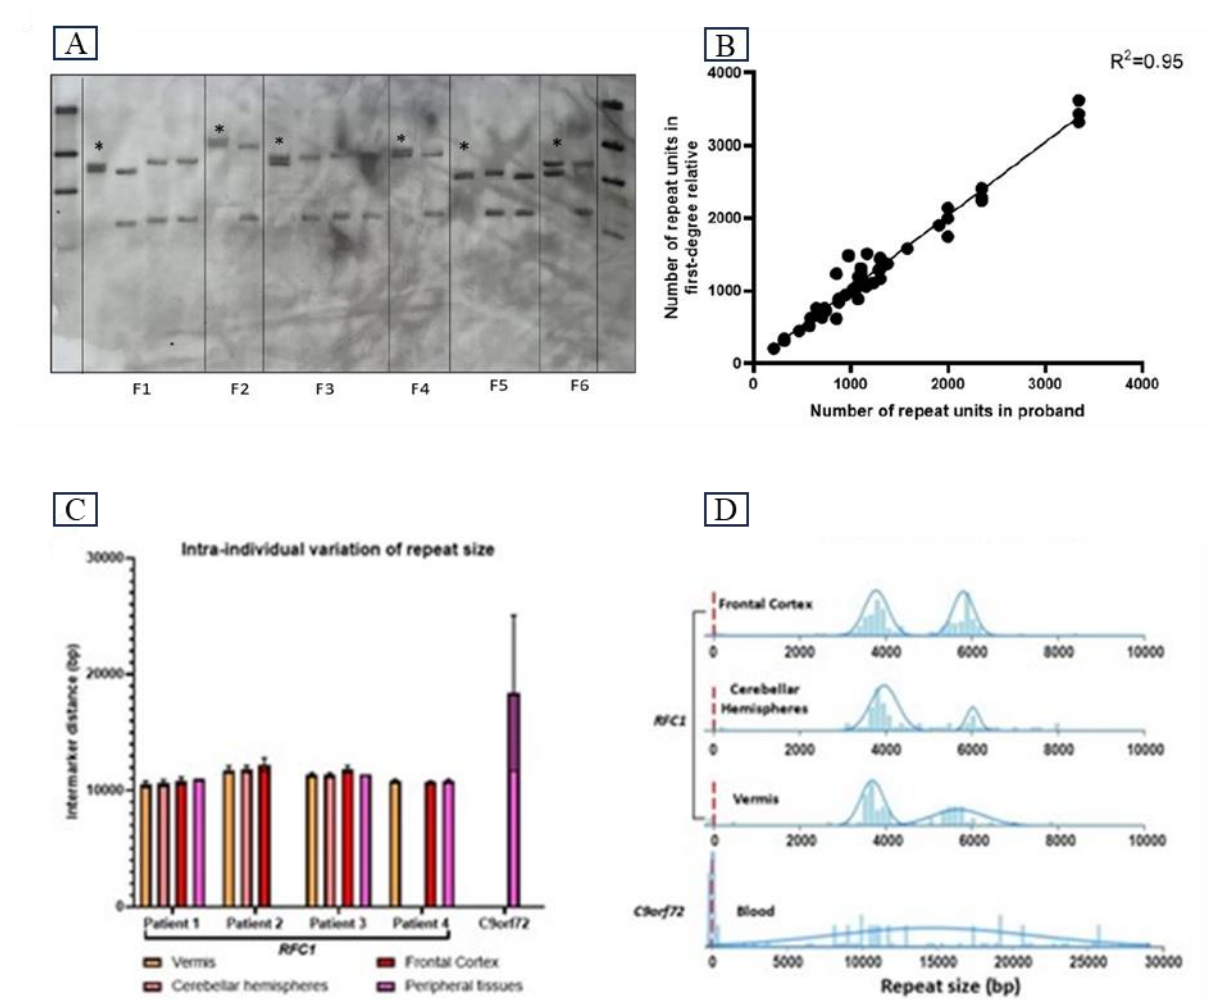 A
*
*
*
*
*
*
F1
F2
F3
F4
F5
F6
B
R²=0.95
Number of repeat units in
first-degree relative
4000
3000
2000
1000
0
0
1000
2000
3000
4000
Number of repeat units in proband
C
Intra-individual variation of repeat size
Intermarker distance (bp)
30000
20000
10000
0
Patient 1
Patient 2
Patient 3
Patient 4
C9orf72
RFC1
Vermis
Frontal Cortex
Cerebellar hemispheres
Peripheral tissues
D
RFC1
Frontal Cortex
0 2000 4000 6000 8000 10000
Cerebellar
Hemispheres
0 2000 4000 6000 8000 10000
Vermis
0 2000 4000 6000 8000 10000
C9orf72
Blood
0 5000 10000 15000 20000 25000 30000
Repeat size (bp)